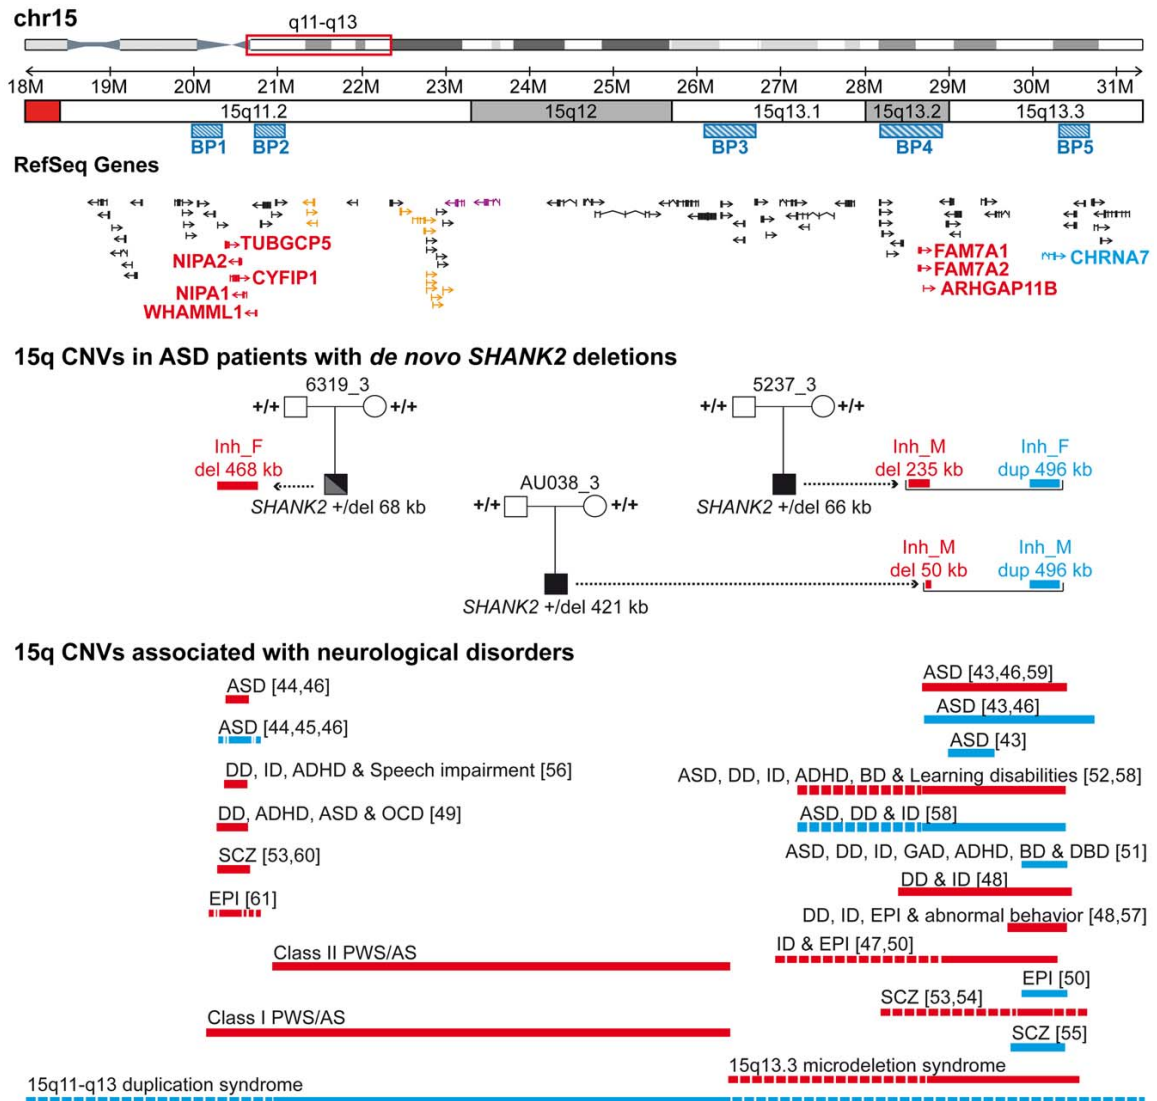 chr15
q11-q13
18M 19M 20M 21M 22M 23M 24M 25M 26M 27M 28M 29M 30M 31M
15q11.2 15q12 15q13.1 15q13.2 15q13.3
BP1 BP2 BP3 BP4 BP5
RefSeq Genes
TUBGCP5
NIPA2
CYFIP1
NIPA1
WHAMML1
FAM7A1
FAM7A2
ARHGAP11B
CHRNA7
15q CNVs in ASD patients with de novo SHANK2 deletions
6319_3
+/+ +/+
Inh_F
del 468 kb
SHANK2 +/del 68 kb
5237_3
+/+ +/+
Inh_M Inh_F
del 235 kb dup 496 kb
SHANK2 +/del 66 kb
AU038_3
+/+ +/+
Inh_M Inh_M
del 50 kb dup 496 kb
SHANK2 +/del 421 kb
15q CNVs associated with neurological disorders
ASD [44,46]
ASD [44,45,46]
DD, ID, ADHD & Speech impairment [56]
DD, ADHD, ASD & OCD [49]
SCZ [53,60]
EPI [61]
Class II PWS/AS
Class I PWS/AS
15q11-q13 duplication syndrome
ASD [43,46,59]
ASD [43,46]
ASD [43]
ASD, DD, ID, ADHD, BD & Learning disabilities [52,58]
ASD, DD & ID [58]
ASD, DD, ID, GAD, ADHD, BD & DBD [51]
DD & ID [48]
DD, ID, EPI & abnormal behavior [48,57]
ID & EPI [47,50]
EPI [50]
SCZ [53,54]
SCZ [55]
15q13.3 microdeletion syndrome